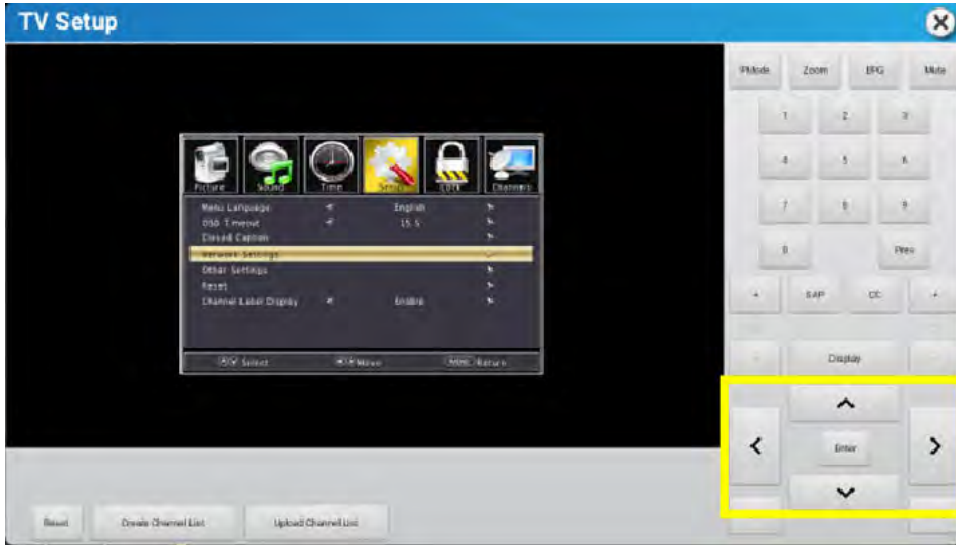 TV Setup
Zoom
EPG
Mute
1
2
3
Picture
Sound
Time
Setup
Lock
Channels
4
5
6
Menu Language
English
OSD Timeout
15 S
7
8
9
Closed Caption
Network Settings
0
Prev
Other Settings
Reset
Channel Label Display
Enable
+
SAP
CC
+
Select
Move
Return
-
Display
-
Enter
Reset
Create Channel List
Upload Channel List